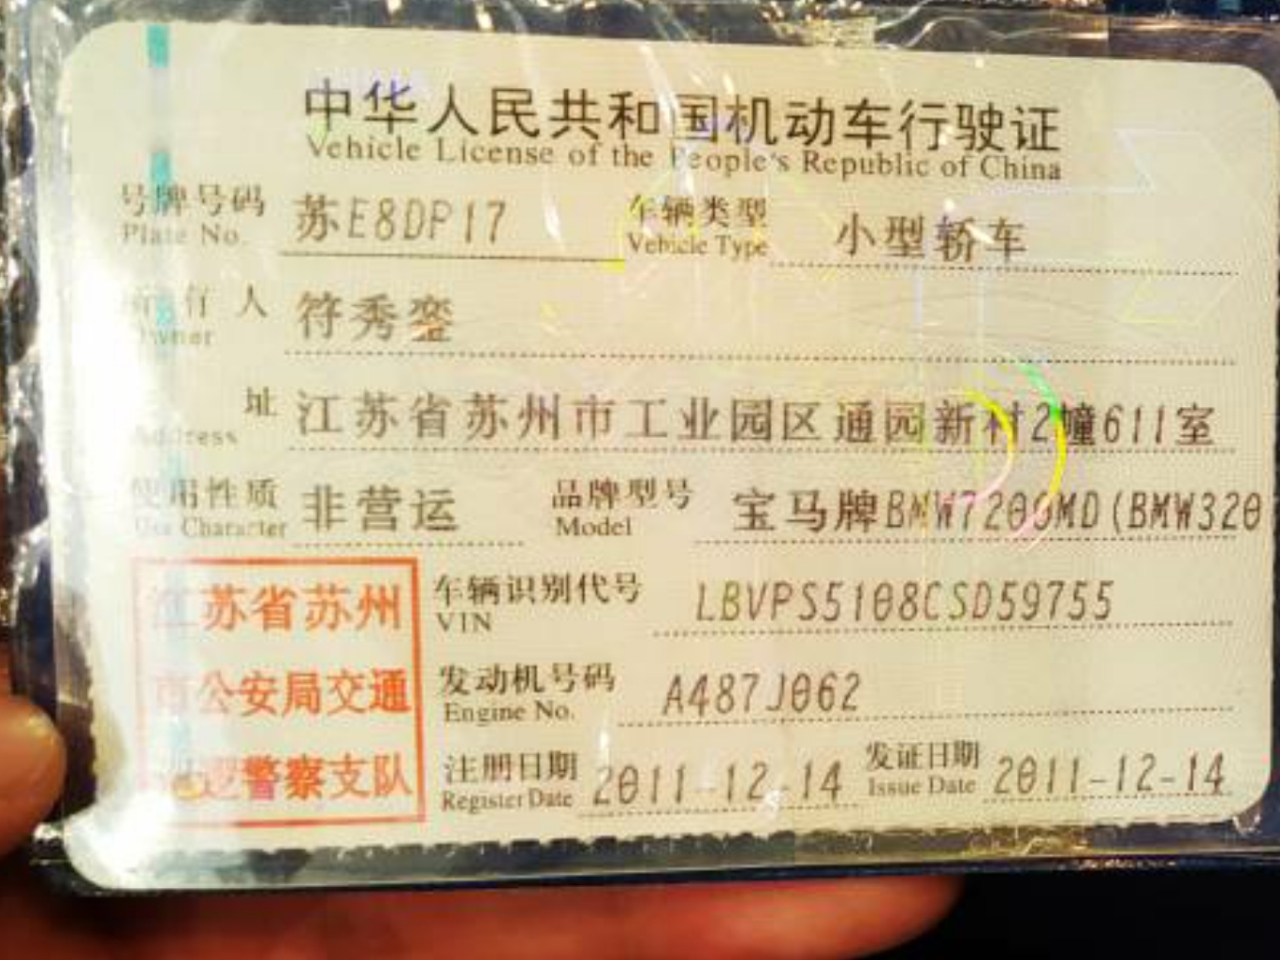 中华人民共和国机动车行驶证
Vehicle License of the People's Republic of China
号牌号码 苏E8DP17 车辆类型 小型轿车
Plate No. Vehicle Type
所有人 符秀銮
Owner
址 江苏省苏州市工业园区通园新村2幢611室
Address
使用性质 非营运 品牌型号 宝马牌BMW7200MD(BMW320
Use Character Model
江苏省苏州
市公安局交通
巡逻警察支队
车辆识别代号 LBVPS5108CSD59755
VIN
发动机号码 A487J062
Engine No.
注册日期 2011-12-14 发证日期 2011-12-14
Register Date Issue Date